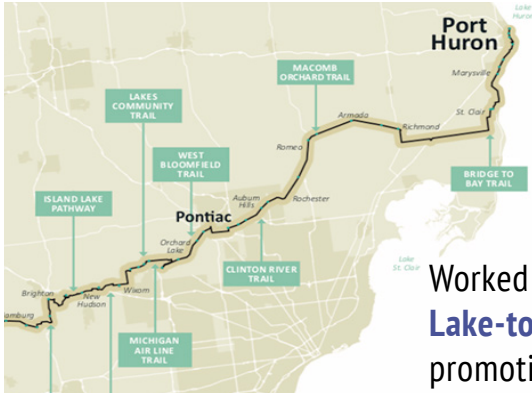 Lake
Huron
Port
Huron
Marysville
MACOMB
ORCHARD TRAIL
LAKES
COMMUNITY
TRAIL
St. Clair
Armada
Richmond
WEST
BLOOMFIELD
TRAIL
Romeo
BRIDGE TO
BAY TRAIL
ISLAND LAKE
PATHWAY
Auburn
Hills
Rochester
Pontiac
Orchard
Lake
CLINTON RIVER
TRAIL
Lake
St. Clair
Brighton
New
Hudson
Wixom
amburg
MICHIGAN
AIR LINE
TRAIL
Worked
Lake-to
promoti